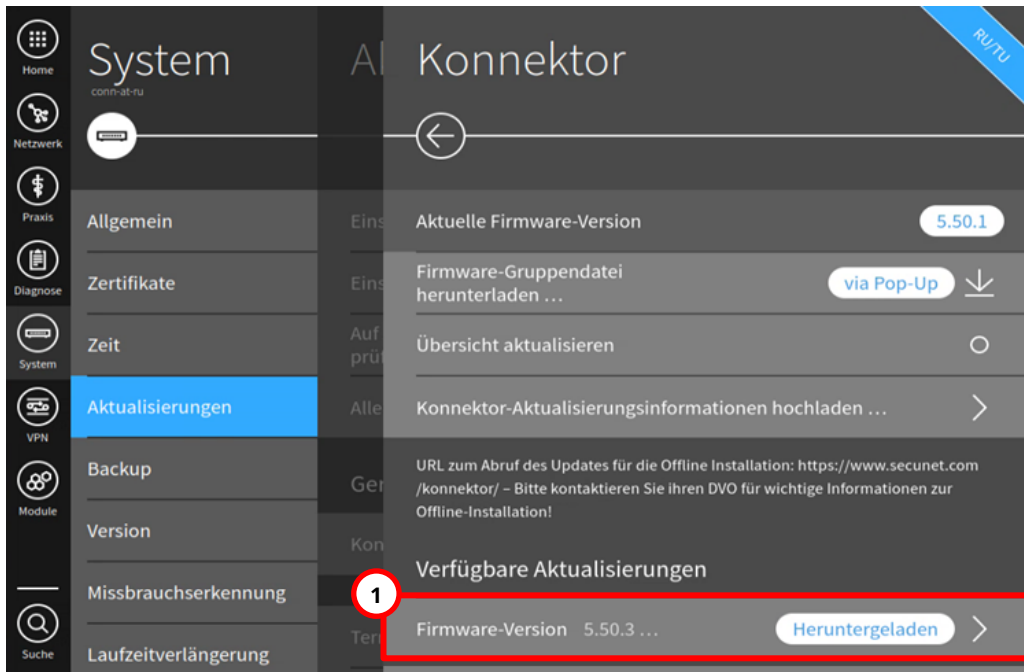 Home
Netzwerk
Praxis
Diagnose
System
VPN
Module
Suche
System
conn-at-ru
Allgemein
Zertifikate
Zeit
Aktualisierungen
Backup
Version
Missbrauchserkennung
Laufzeitverlängerung
Konnektor
RU/TU
Aktuelle Firmware-Version 5.50.1
Firmware-Gruppendatei
herunterladen … via Pop-Up
Übersicht aktualisieren
Konnektor-Aktualisierungsinformationen hochladen …
URL zum Abruf des Updates für die Offline Installation: https://www.secunet.com
/konnektor/ – Bitte kontaktieren Sie ihren DVO für wichtige Informationen zur
Offline-Installation!
Verfügbare Aktualisierungen
1
Firmware-Version 5.50.3 … Heruntergeladen